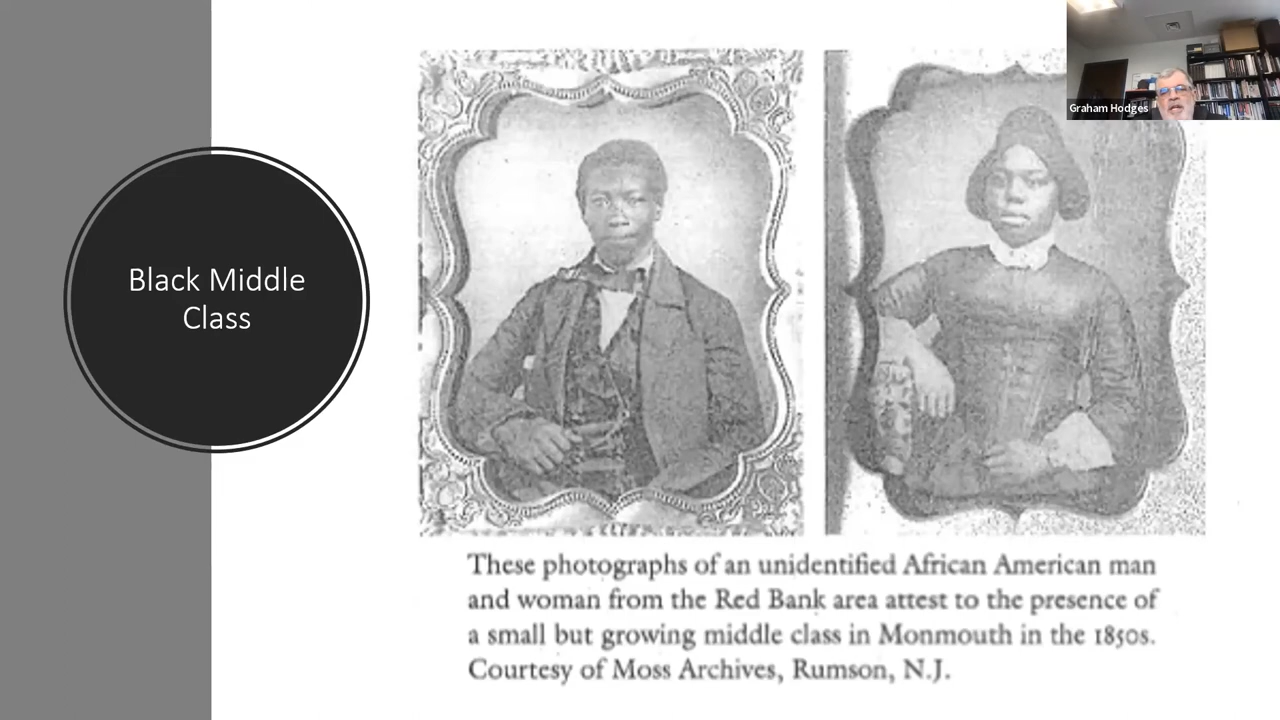 Graham Hodges
Black Middle
Class
These photographs of an unidentified African American man
and woman from the Red Bank area attest to the presence of
a small but growing middle class in Monmouth in the 1850s.
Courtesy of Moss Archives, Rumson, N.J.